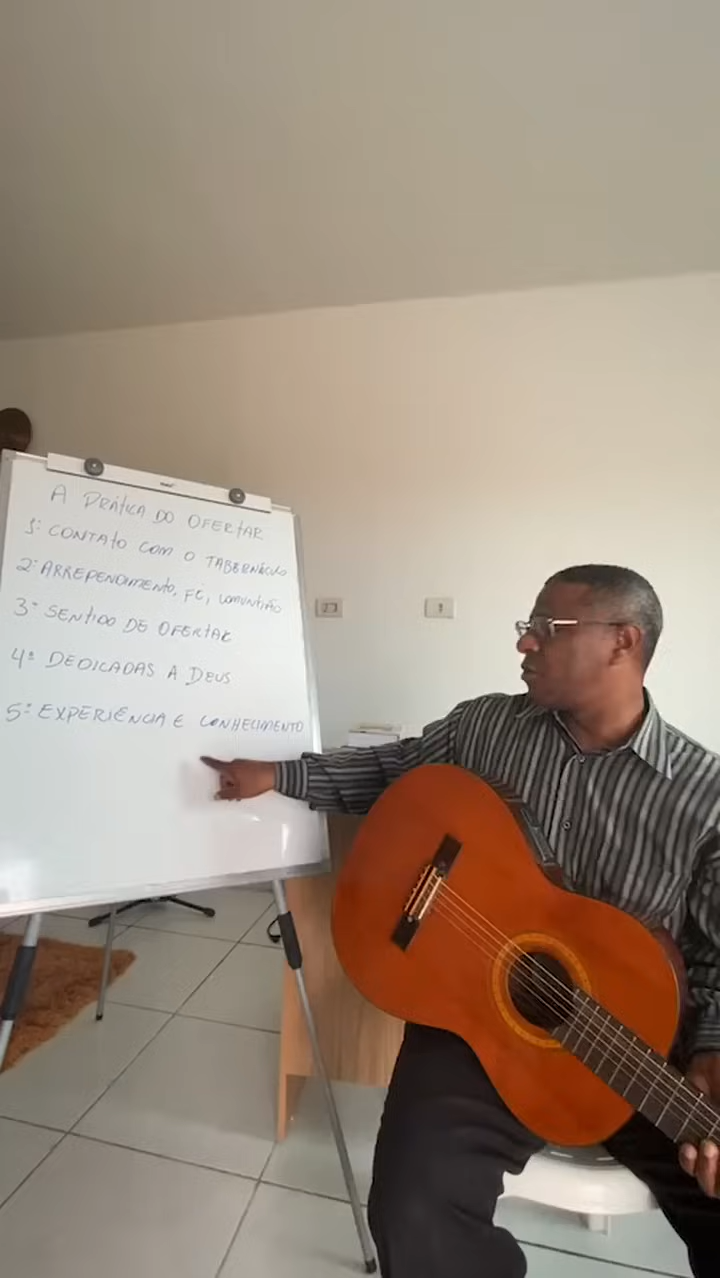 A PRÁTICA DO OFERTAR
1º CONTATO COM O TABERNÁCULO
2º ARREPENDIMENTO, FÉ, COMUNHÃO
3º SENTIDO DE OFERTAR
4º DEDICADAS A DEUS
5º EXPERIÊNCIA E CONHECIMENTO